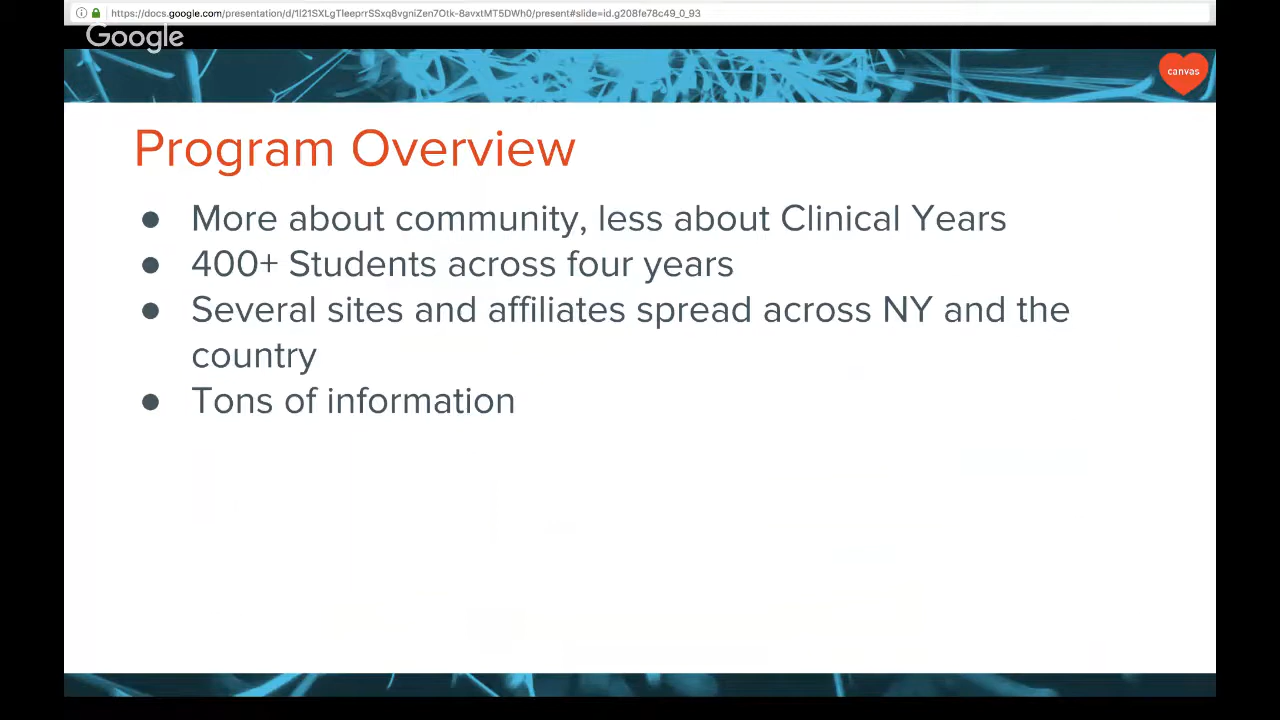 https://docs.google.com/presentation/d/1l21SXLgTleeprrSSxq8vgniZen7Otk-8avxtMT5DWh0/present#slide=id.g208fe78c49_0_93
Google
canvas
Program Overview
● More about community, less about Clinical Years
● 400+ Students across four years
● Several sites and affiliates spread across NY and the
country
● Tons of information